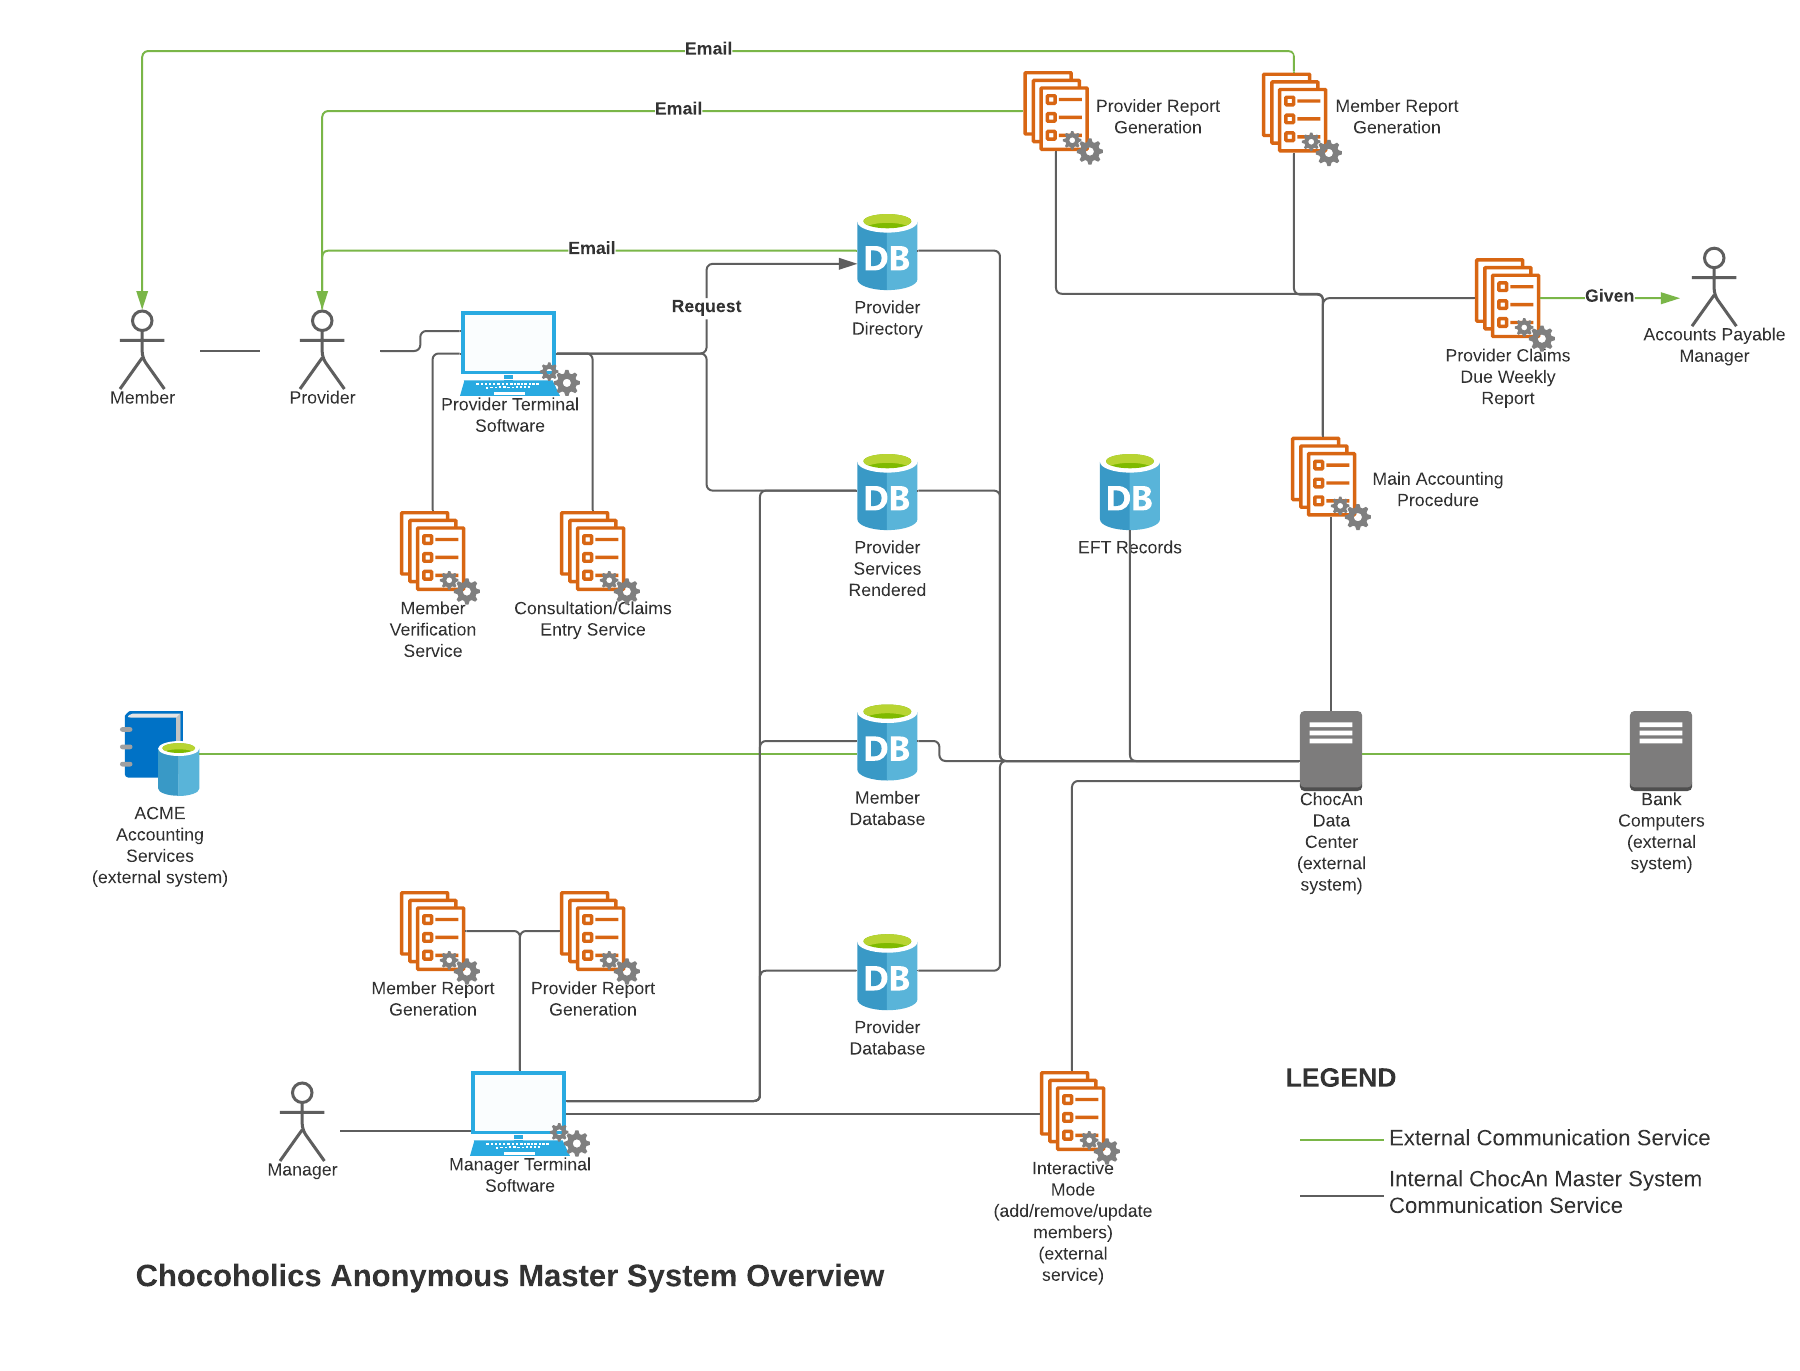 Email
Email
Provider Report
Generation
Member Report
Generation
Email
DB
Request
Provider
Directory
Given
Accounts Payable
Manager
Provider Claims
Due Weekly
Report
Member
Provider
Provider Terminal
Software
DB
Provider
Services
Rendered
DB
EFT Records
Main Accounting
Procedure
Member
Verification
Service
Consultation/Claims
Entry Service
ACME
Accounting
Services
(external system)
DB
Member
Database
ChocAn
Data
Center
(external
system)
Bank
Computers
(external
system)
Member Report
Generation
Provider Report
Generation
DB
Provider
Database
Manager
Manager Terminal
Software
Interactive
Mode
(add/remove/update
members)
(external
service)
LEGEND
External Communication Service
Internal ChocAn Master System
Communication Service
Chocoholics Anonymous Master System Overview